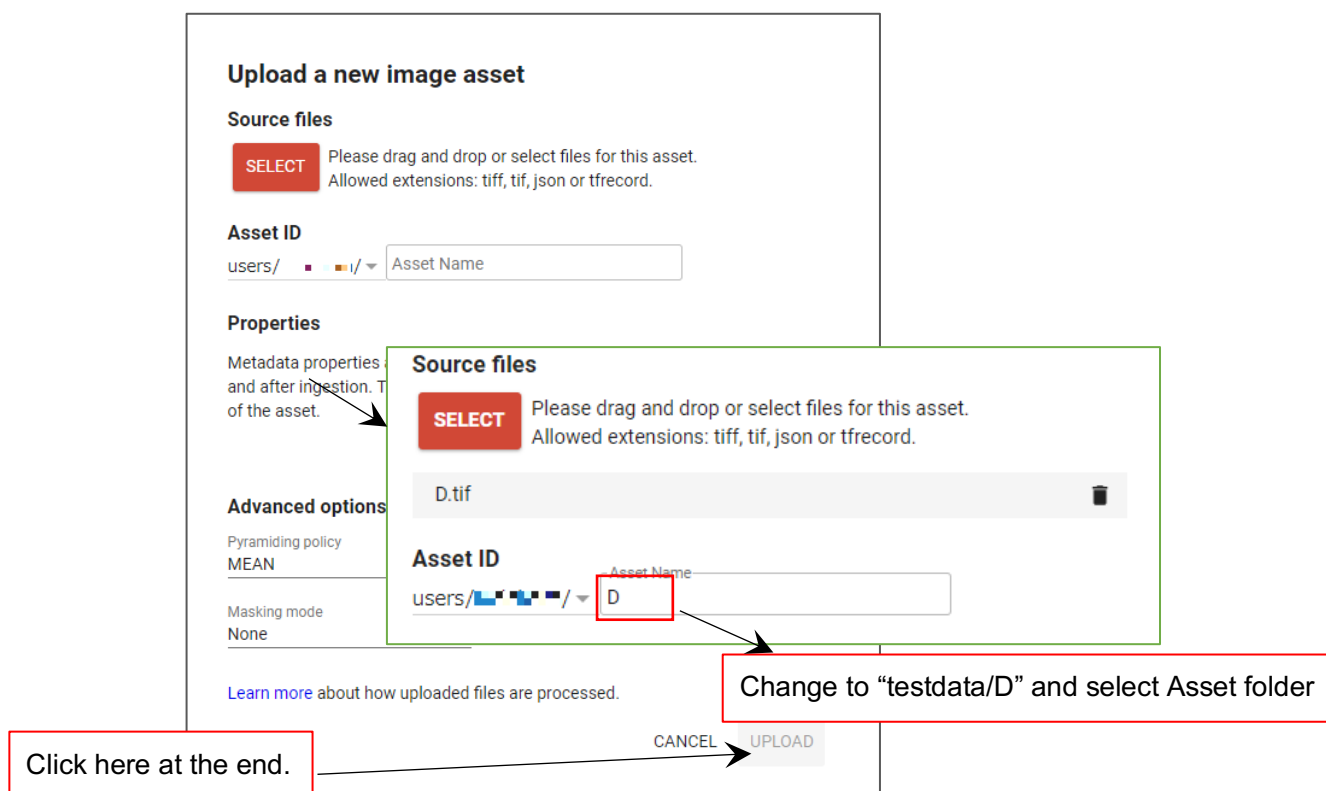 Upload a new image asset
Source files
SELECT
Please drag and drop or select files for this asset.
Allowed extensions: tiff, tif, json or tfrecord.
Asset ID
users/
/
Asset Name
Properties
Metadata properties
and after ingestion. T
of the asset.
Advanced options
Pyramiding policy
MEAN
Masking mode
None
Learn more about how uploaded files are processed.
CANCEL
UPLOAD
Source files
SELECT
Please drag and drop or select files for this asset.
Allowed extensions: tiff, tif, json or tfrecord.
D.tif
Asset ID
Asset Name
users/
/
D
Change to “testdata/D” and select Asset folder
Click here at the end.